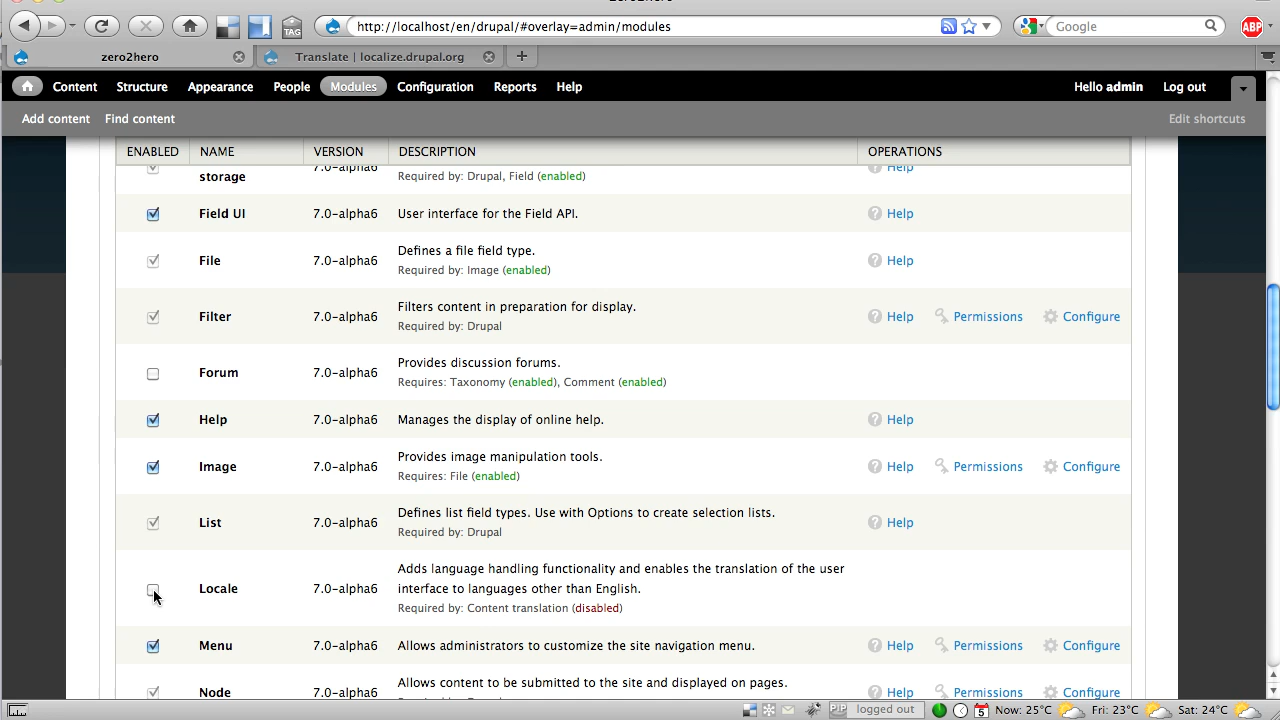 zero2hero
http://localhost/en/drupal/#overlay=admin/modules
Google
ABP
TAG
zero2hero
Translate | localize.drupal.org
Content Structure Appearance People Modules Configuration Reports Help Hello admin Log out
Add content Find content Edit shortcuts
ENABLED NAME VERSION DESCRIPTION OPERATIONS
storage 7.0-alpha6 Required by: Drupal, Field (enabled) Help
Field UI 7.0-alpha6 User interface for the Field API. Help
File 7.0-alpha6 Defines a file field type. Help
Required by: Image (enabled)
Filter 7.0-alpha6 Filters content in preparation for display. Help Permissions Configure
Required by: Drupal
Forum 7.0-alpha6 Provides discussion forums.
Requires: Taxonomy (enabled), Comment (enabled)
Help 7.0-alpha6 Manages the display of online help. Help
Image 7.0-alpha6 Provides image manipulation tools. Help Permissions Configure
Requires: File (enabled)
List 7.0-alpha6 Defines list field types. Use with Options to create selection lists. Help
Required by: Drupal
Locale 7.0-alpha6 Adds language handling functionality and enables the translation of the user
interface to languages other than English.
Required by: Content translation (disabled)
Menu 7.0-alpha6 Allows administrators to customize the site navigation menu. Help Permissions Configure
Node 7.0-alpha6 Allows content to be submitted to the site and displayed on pages. Help Permissions Configure
PIP logged out 5 Now: 25°C Fri: 23°C Sat: 24°C